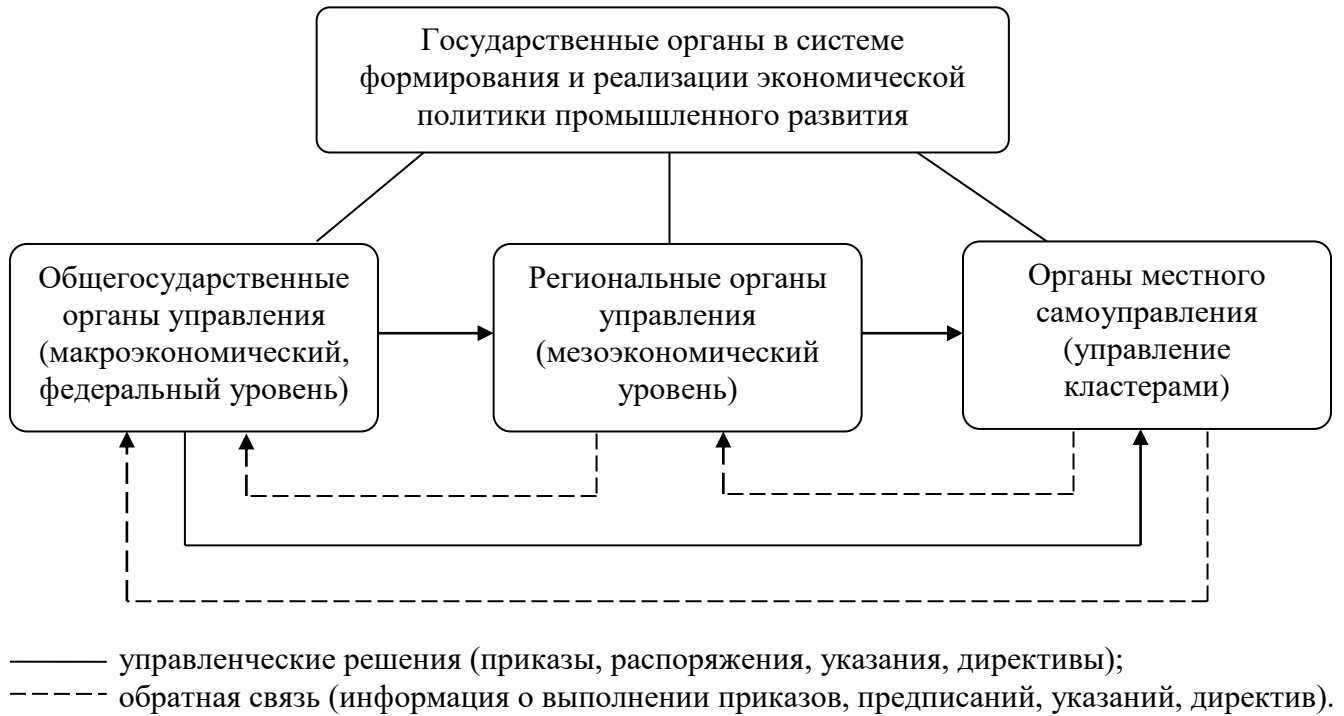 Государственные органы в системе
формирования и реализации экономической
политики промышленного развития
Общегосударственные
органы управления
(макроэкономический,
федеральный уровень)
Региональные органы
управления
(мезоэкономический
уровень)
Органы местного
самоуправления
(управление
кластерами)
управленческие решения (приказы, распоряжения, указания, директивы);
обратная связь (информация о выполнении приказов, предписаний, указаний, директив).